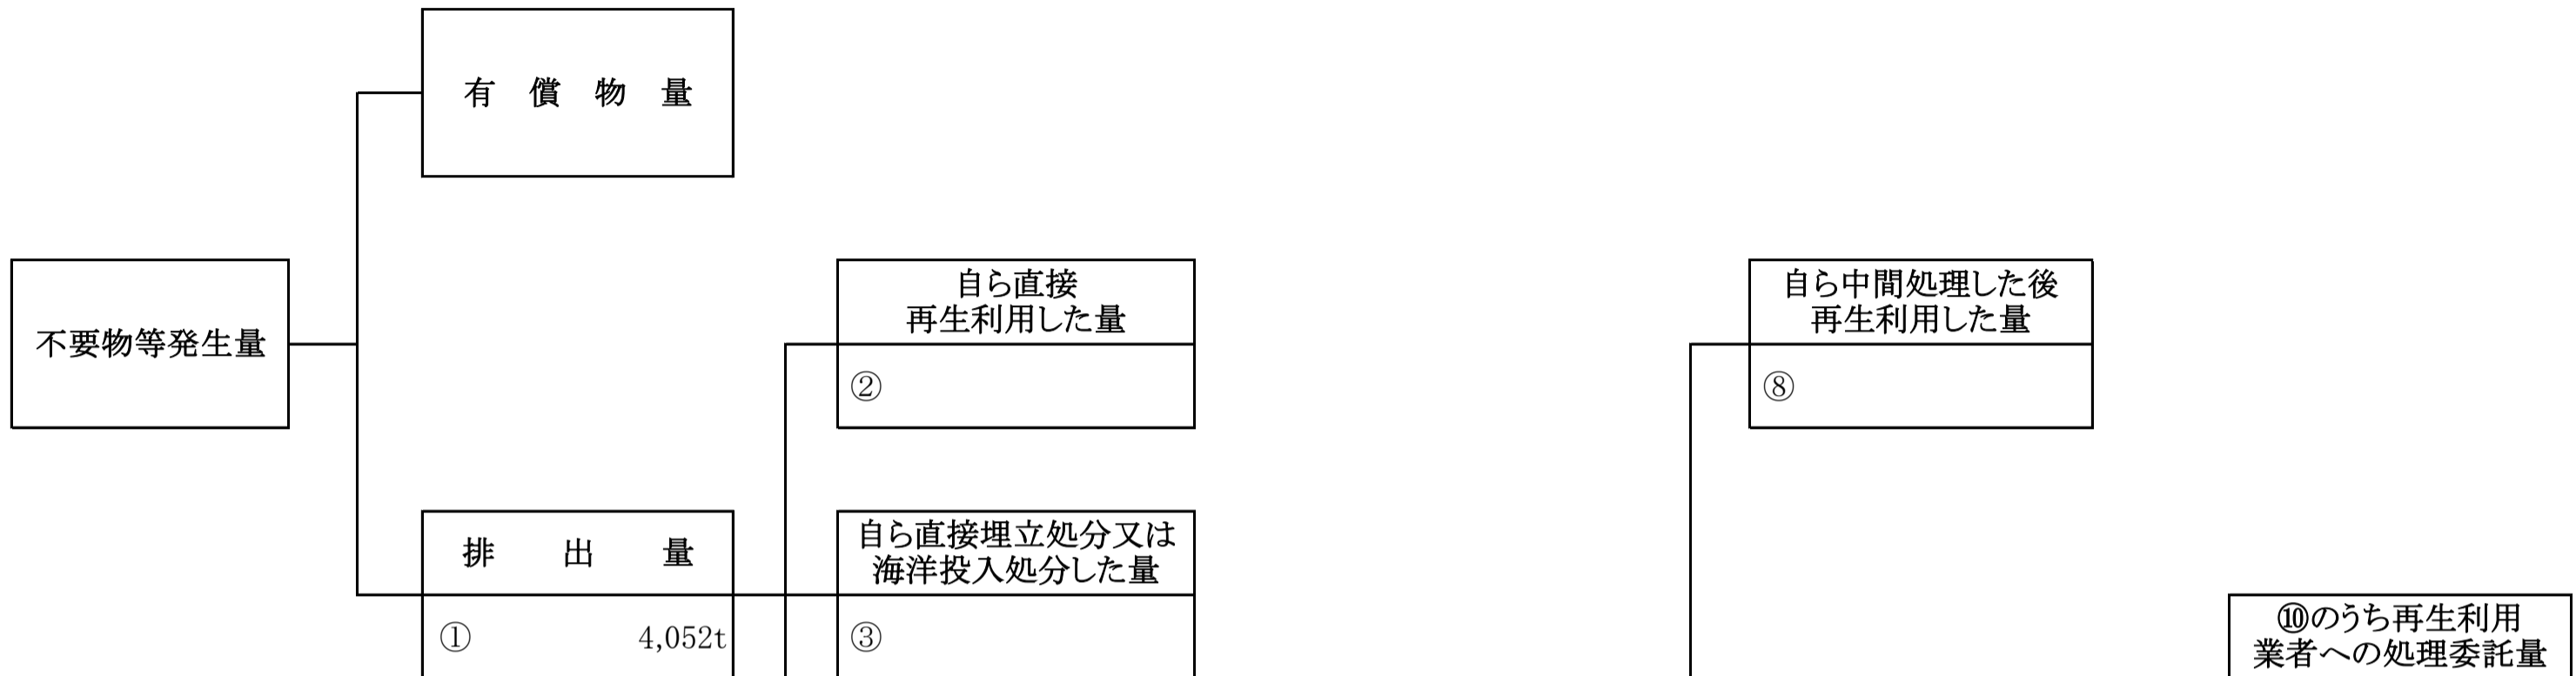 有償物量
不要物等発生量
自ら直接
再生利用した量
②
自ら中間処理した後
再生利用した量
⑧
排出量
① 4,052t
自ら直接埋立処分又は
海洋投入処分した量
③
⑩のうち再生利用
業者への処理委託量